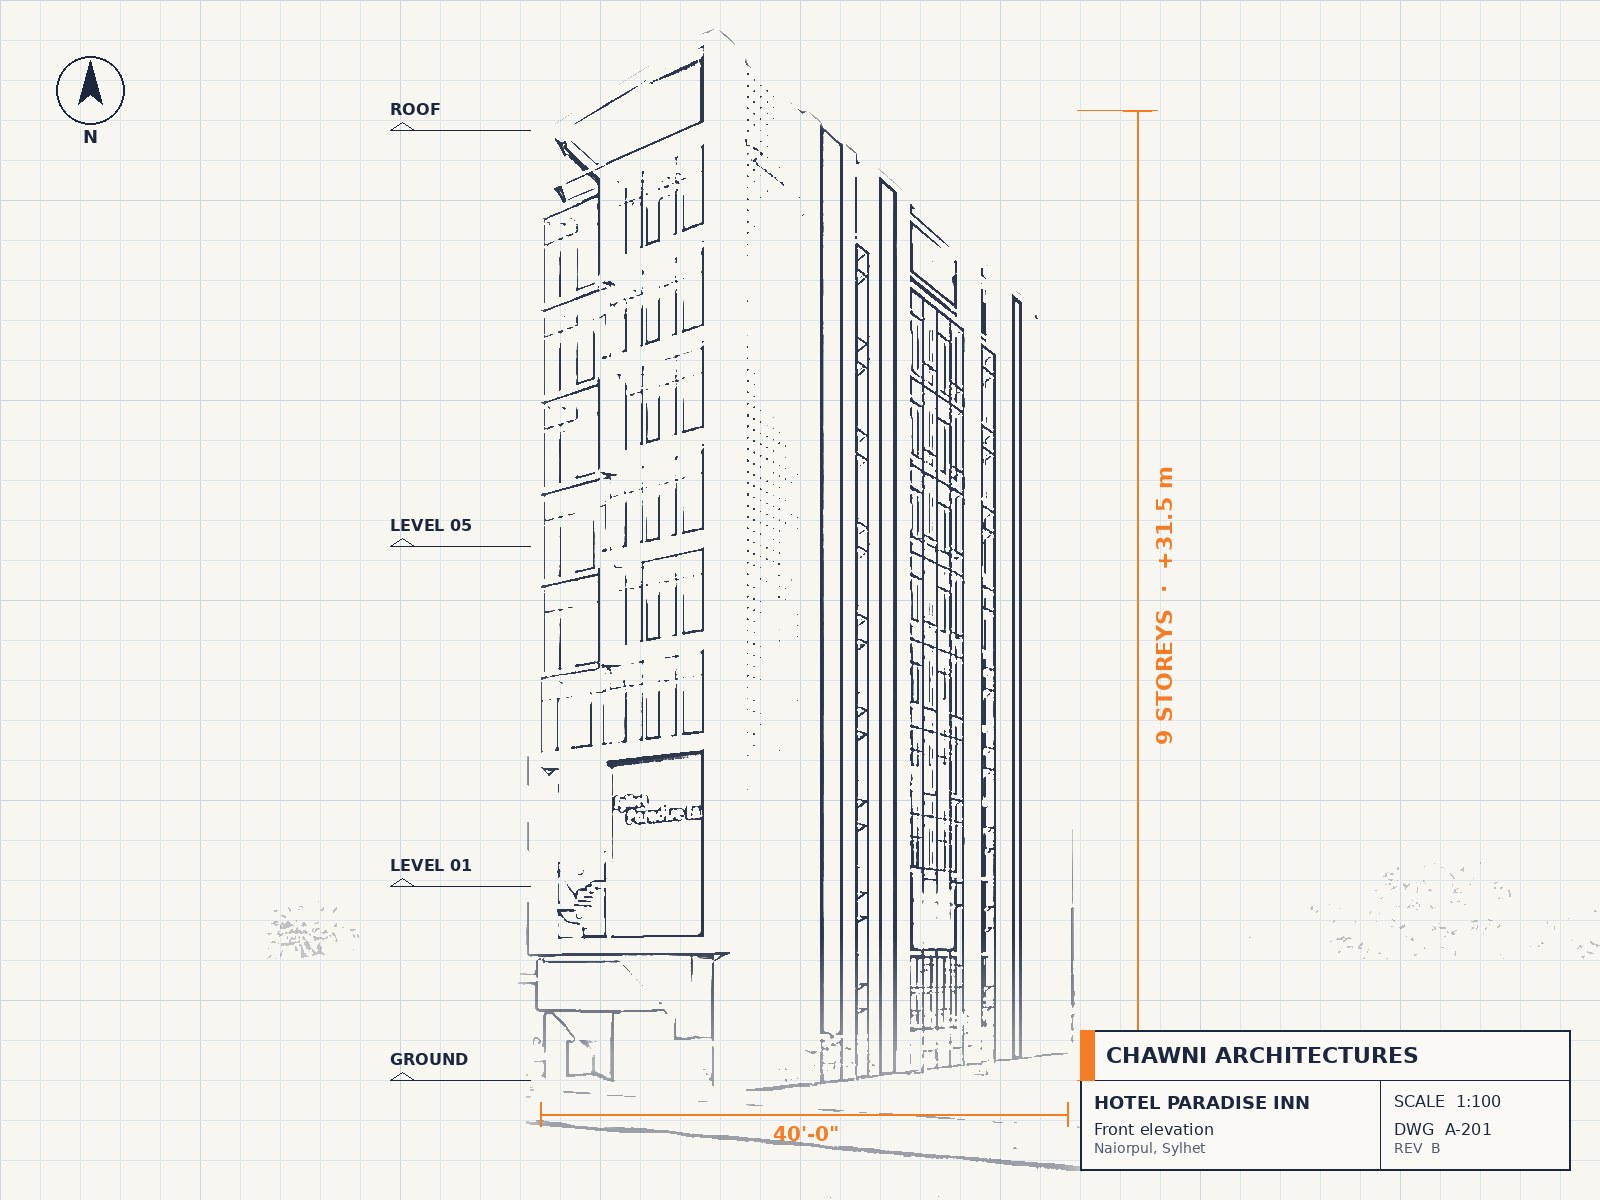 N
ROOF
LEVEL 05
LEVEL 01
GROUND
9 STOREYS · +31.5 m
40'-0"
CHAWNI ARCHITECTURES
HOTEL PARADISE INN
Front elevation
Naiorpul, Sylhet
SCALE 1:100
DWG A-201
REV B